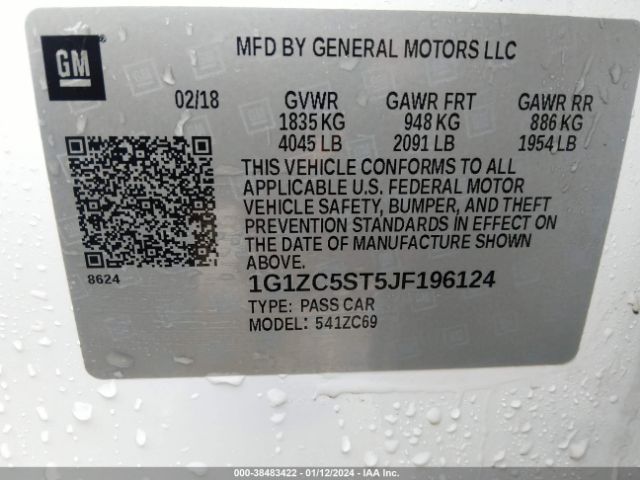 GM
MFD BY GENERAL MOTORS LLC
02/18
GVWR
GAWR FRT
GAWR RR
1835 KG
948 KG
886 KG
4045 LB
2091 LB
1954 LB
THIS VEHICLE CONFORMS TO ALL
APPLICABLE U.S. FEDERAL MOTOR
VEHICLE SAFETY, BUMPER, AND THEFT
PREVENTION STANDARDS IN EFFECT ON
THE DATE OF MANUFACTURE SHOWN
ABOVE.
8624
1G1ZC5ST5JF196124
TYPE: PASS CAR
MODEL: 541ZC69
000-38483422 - 01/12/2024 - IAA Inc.